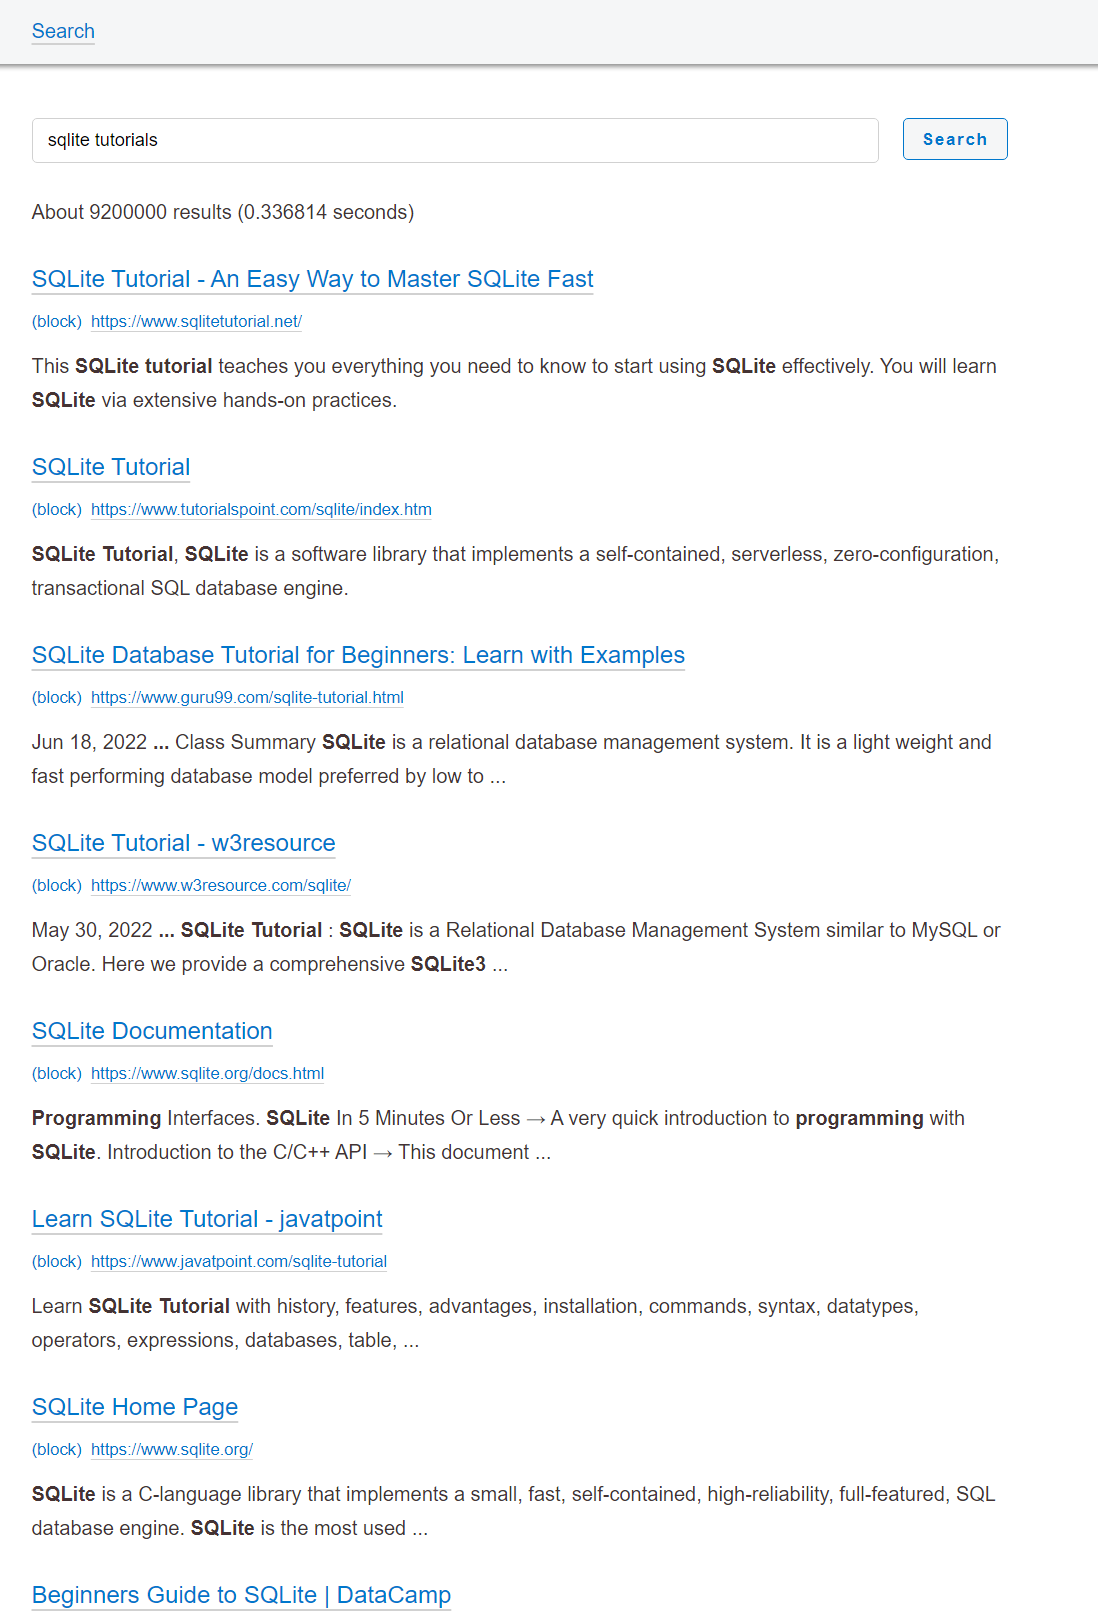 Search
sqlite tutorials
Search
About 9200000 results (0.336814 seconds)
SQLite Tutorial - An Easy Way to Master SQLite Fast
(block) https://www.sqlitetutorial.net/
This SQLite tutorial teaches you everything you need to know to start using SQLite effectively. You will learn
SQLite via extensive hands-on practices.
SQLite Tutorial
(block) https://www.tutorialspoint.com/sqlite/index.htm
SQLite Tutorial, SQLite is a software library that implements a self-contained, serverless, zero-configuration,
transactional SQL database engine.
SQLite Database Tutorial for Beginners: Learn with Examples
(block) https://www.guru99.com/sqlite-tutorial.html
Jun 18, 2022 ... Class Summary SQLite is a relational database management system. It is a light weight and
fast performing database model preferred by low to ...
SQLite Tutorial - w3resource
(block) https://www.w3resource.com/sqlite/
May 30, 2022 ... SQLite Tutorial : SQLite is a Relational Database Management System similar to MySQL or
Oracle. Here we provide a comprehensive SQLite3 ...
SQLite Documentation
(block) https://www.sqlite.org/docs.html
Programming Interfaces. SQLite In 5 Minutes Or Less → A very quick introduction to programming with
SQLite. Introduction to the C/C++ API → This document ...
Learn SQLite Tutorial - javatpoint
(block) https://www.javatpoint.com/sqlite-tutorial
Learn SQLite Tutorial with history, features, advantages, installation, commands, syntax, datatypes,
operators, expressions, databases, table, ...
SQLite Home Page
(block) https://www.sqlite.org/
SQLite is a C-language library that implements a small, fast, self-contained, high-reliability, full-featured, SQL
database engine. SQLite is the most used ...
Beginners Guide to SQLite | DataCamp